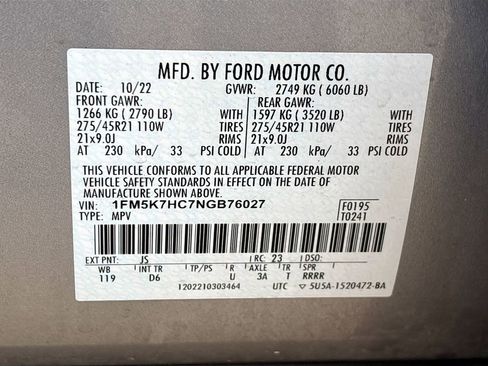 MFD. BY FORD MOTOR CO.
DATE: 10/22 GVWR: 2749 KG ( 6060 LB)
FRONT GAWR: REAR GAWR:
1266 KG ( 2790 LB) 1597 KG ( 3520 LB)
275/45R21 110W TIRES 275/45R21 110W TIRES
21x9.0J RIMS 21x9.0J RIMS
AT 230 kPa/ 33 PSI COLD AT 230 kPa/ 33 PSI COLD
THIS VEHICLE CONFORMS TO ALL APPLICABLE FEDERAL MOTOR
VEHICLE SAFETY STANDARDS IN EFFECT ON THE DATE OF
MANUFACTURE SHOWN ABOVE.
VIN: 1FM5K7HC7NGB76027 F0195
TYPE: MPV T0241
EXT PNT: JS RC: 23 DSO:
WB INT TR TP/PS R AXLE TR SPR
119 D6 U 3A T RRRR
1202210303464 UTC ▽ 5U5A-1520472-BA